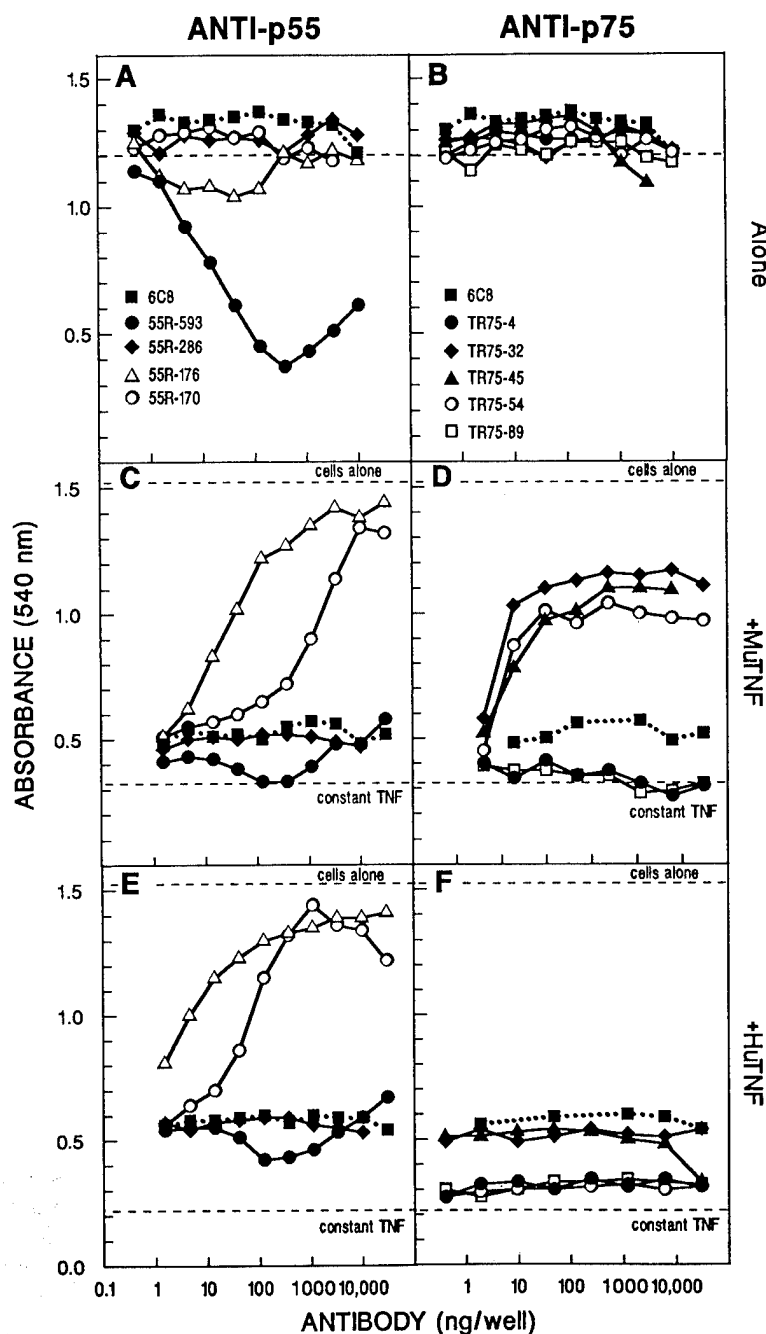 ANTI-p55 ANTI-p75
A B
1.5
1.0
0.5
6C8
55R-593
55R-286
55R-176
55R-170
6C8
TR75-4
TR75-32
TR75-45
TR75-54
TR75-89
Alone
C D
cells alone cells alone
1.5
1.0
0.5
constant TNF constant TNF
+MuTNF
ABSORBANCE (540 nm)
E F
cells alone cells alone
1.5
1.0
0.5
0.0
constant TNF constant TNF
+HuTNF
0.1 1 10 100 1000 10,000 1 10 100 1000 10,000
ANTIBODY (ng/well)